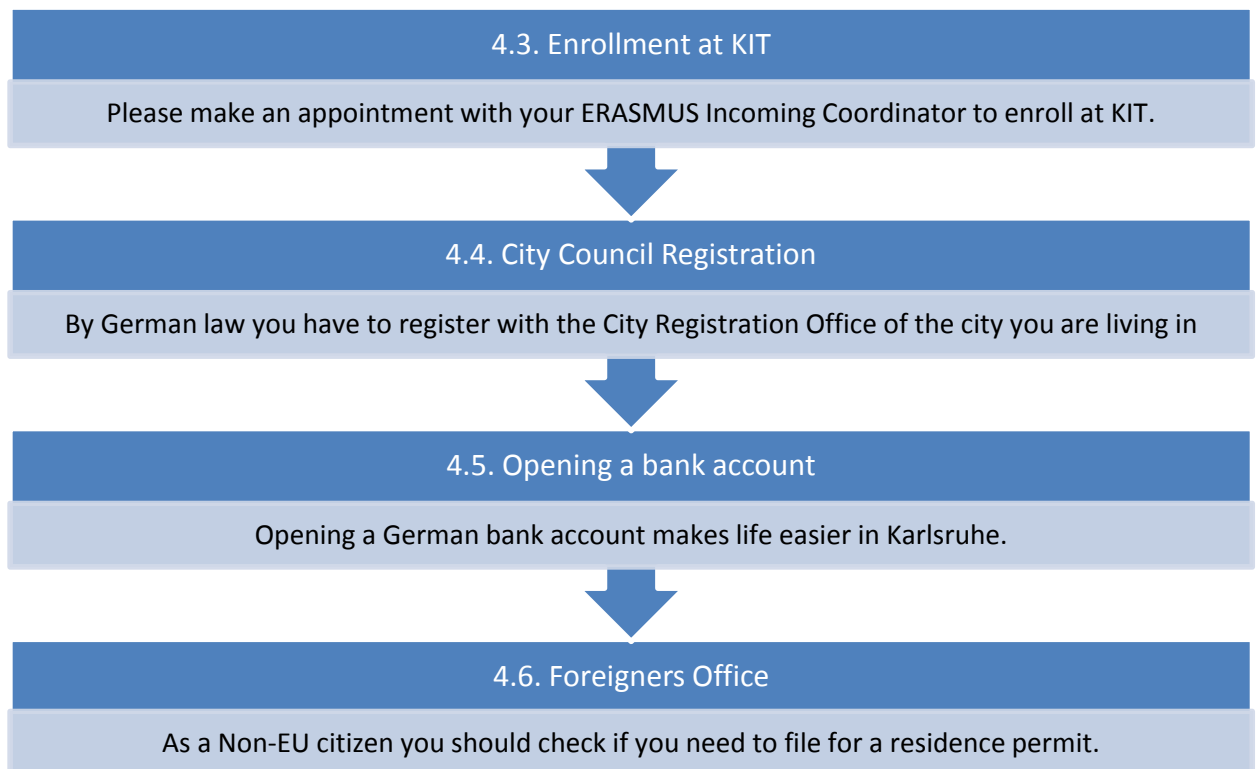 4.3. Enrollment at KIT
Please make an appointment with your ERASMUS Incoming Coordinator to enroll at KIT.
4.4. City Council Registration
By German law you have to register with the City Registration Office of the city you are living in
4.5. Opening a bank account
Opening a German bank account makes life easier in Karlsruhe.
4.6. Foreigners Office
As a Non-EU citizen you should check if you need to file for a residence permit.